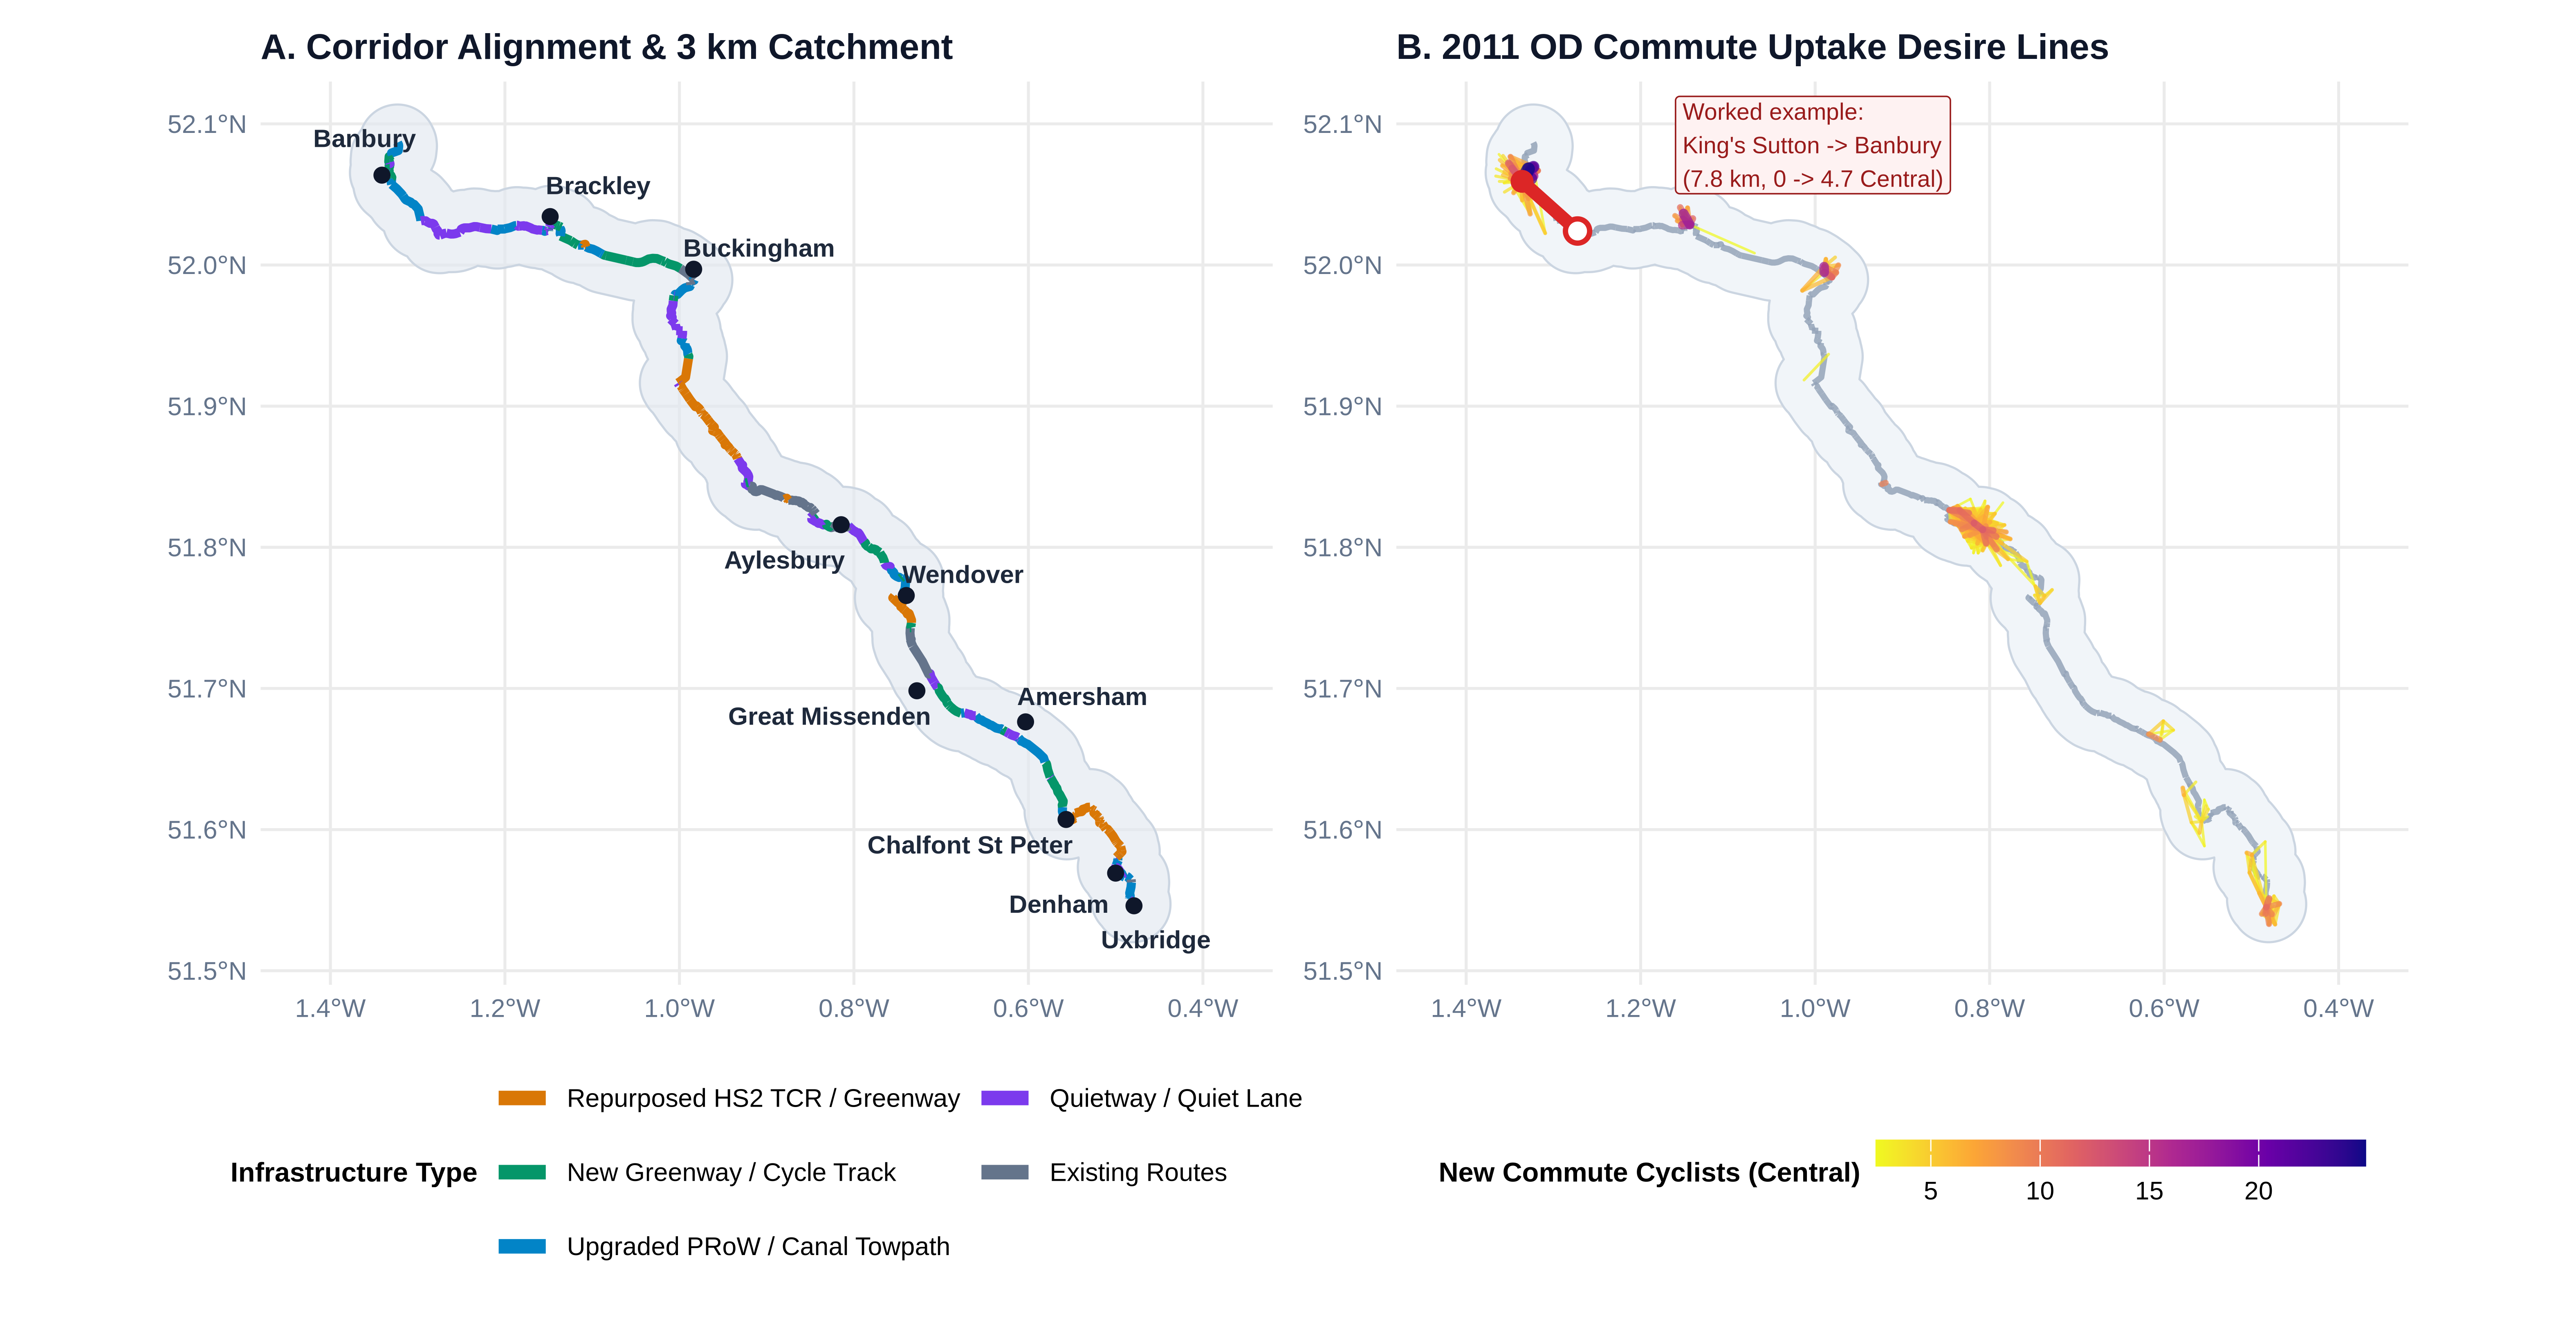 A. Corridor Alignment & 3 km Catchment
52.1°N
52.0°N
51.9°N
51.8°N
51.7°N
51.6°N
51.5°N
1.4°W
1.2°W
1.0°W
0.8°W
0.6°W
0.4°W
Banbury
Brackley
Buckingham
Aylesbury
Wendover
Great Missenden
Amersham
Chalfont St Peter
Denham
Uxbridge
B. 2011 OD Commute Uptake Desire Lines
52.1°N
52.0°N
51.9°N
51.8°N
51.7°N
51.6°N
51.5°N
1.4°W
1.2°W
1.0°W
0.8°W
0.6°W
0.4°W
Worked example:
King's Sutton -> Banbury
(7.8 km, 0 -> 4.7 Central)
Infrastructure Type
Repurposed HS2 TCR / Greenway
New Greenway / Cycle Track
Upgraded PRoW / Canal Towpath
Quietway / Quiet Lane
Existing Routes
New Commute Cyclists (Central)
5
10
15
20